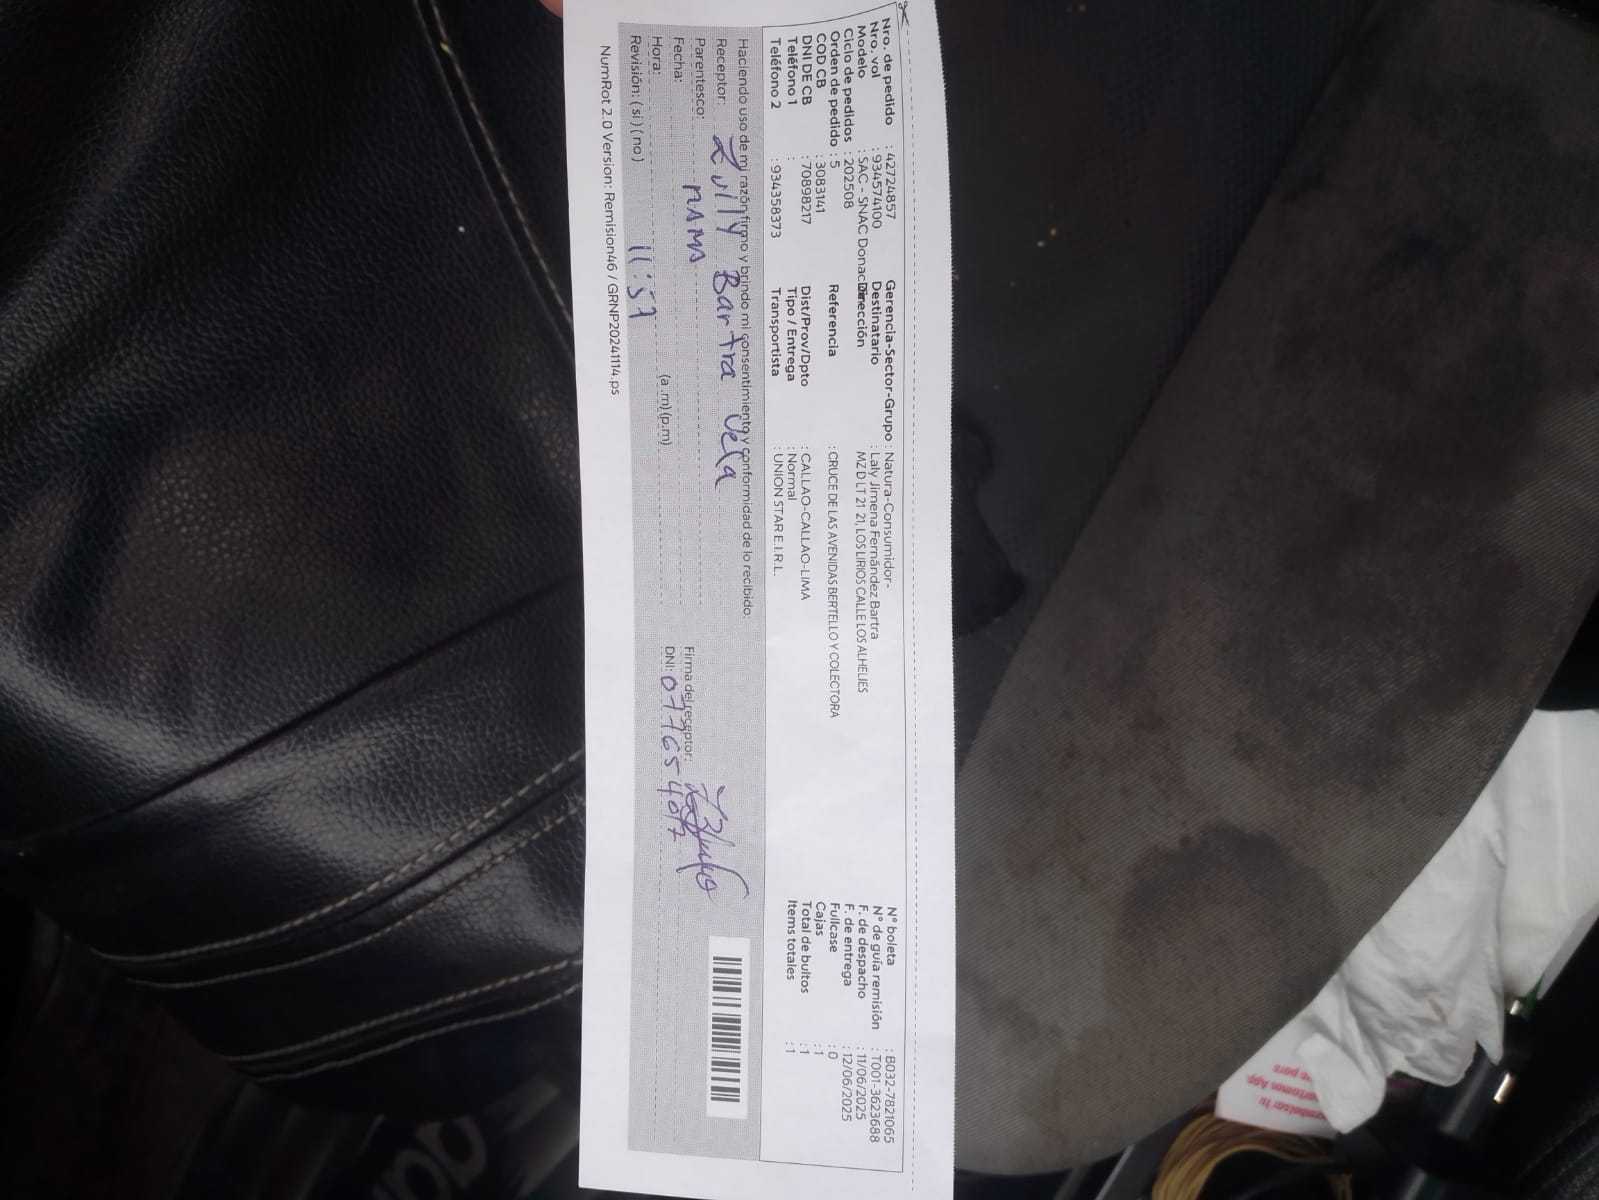 Nro. de pedido : 42724857
Nro. vol : 934574100
Modelo : SAC - SNAC Donación
Ciclo de pedidos : 202508
Orden de pedido : 5
COD CB : 3083141
DNI DE CB : 70898217
Teléfono 1 :
Teléfono 2 : 934358373
Gerencia-Sector-Grupo : Natura-Consumidor-
Destinatario : Laly Jimena Fernández Bartra
Dirección MZ D LT 21 21, LOS LIRIOS CALLE LOS ALHELIES
Referencia : CRUCE DE LAS AVENIDAS BERTELLO Y COLECTORA
Dist/Prov/Dpto : CALLAO-CALLAO-LIMA
Tipo / Entrega : Normal
Transportista : UNION STAR E.I.R.L.
N° boleta : B032-7821065
N° de guía remisión : T001-3623688
F. de despacho : 11/06/2025
F. de entrega : 12/06/2025
Fullcase : 0
Cajas : 1
Total de bultos : 1
Items totales : 1
Haciendo uso de mi razón firmo y brindo mi consentimiento y conformidad de lo recibido:
Receptor: Zully Bartra Vela
Parentesco: MAMA
Fecha:
Hora: 11:57 (a .m)(p.m)
Revisión: ( si ) ( no )
Firma del receptor:
DNI:
NumRot 2.0 Version: Remision46 / GRNP20241114.ps